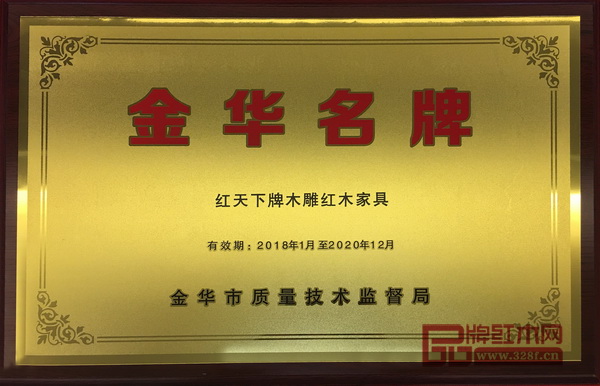 金华名牌
红天下牌木雕红木家具
有效期：2018年1月至2020年12月
金华市质量技术监督局
品牌红木网
www.328f.cn